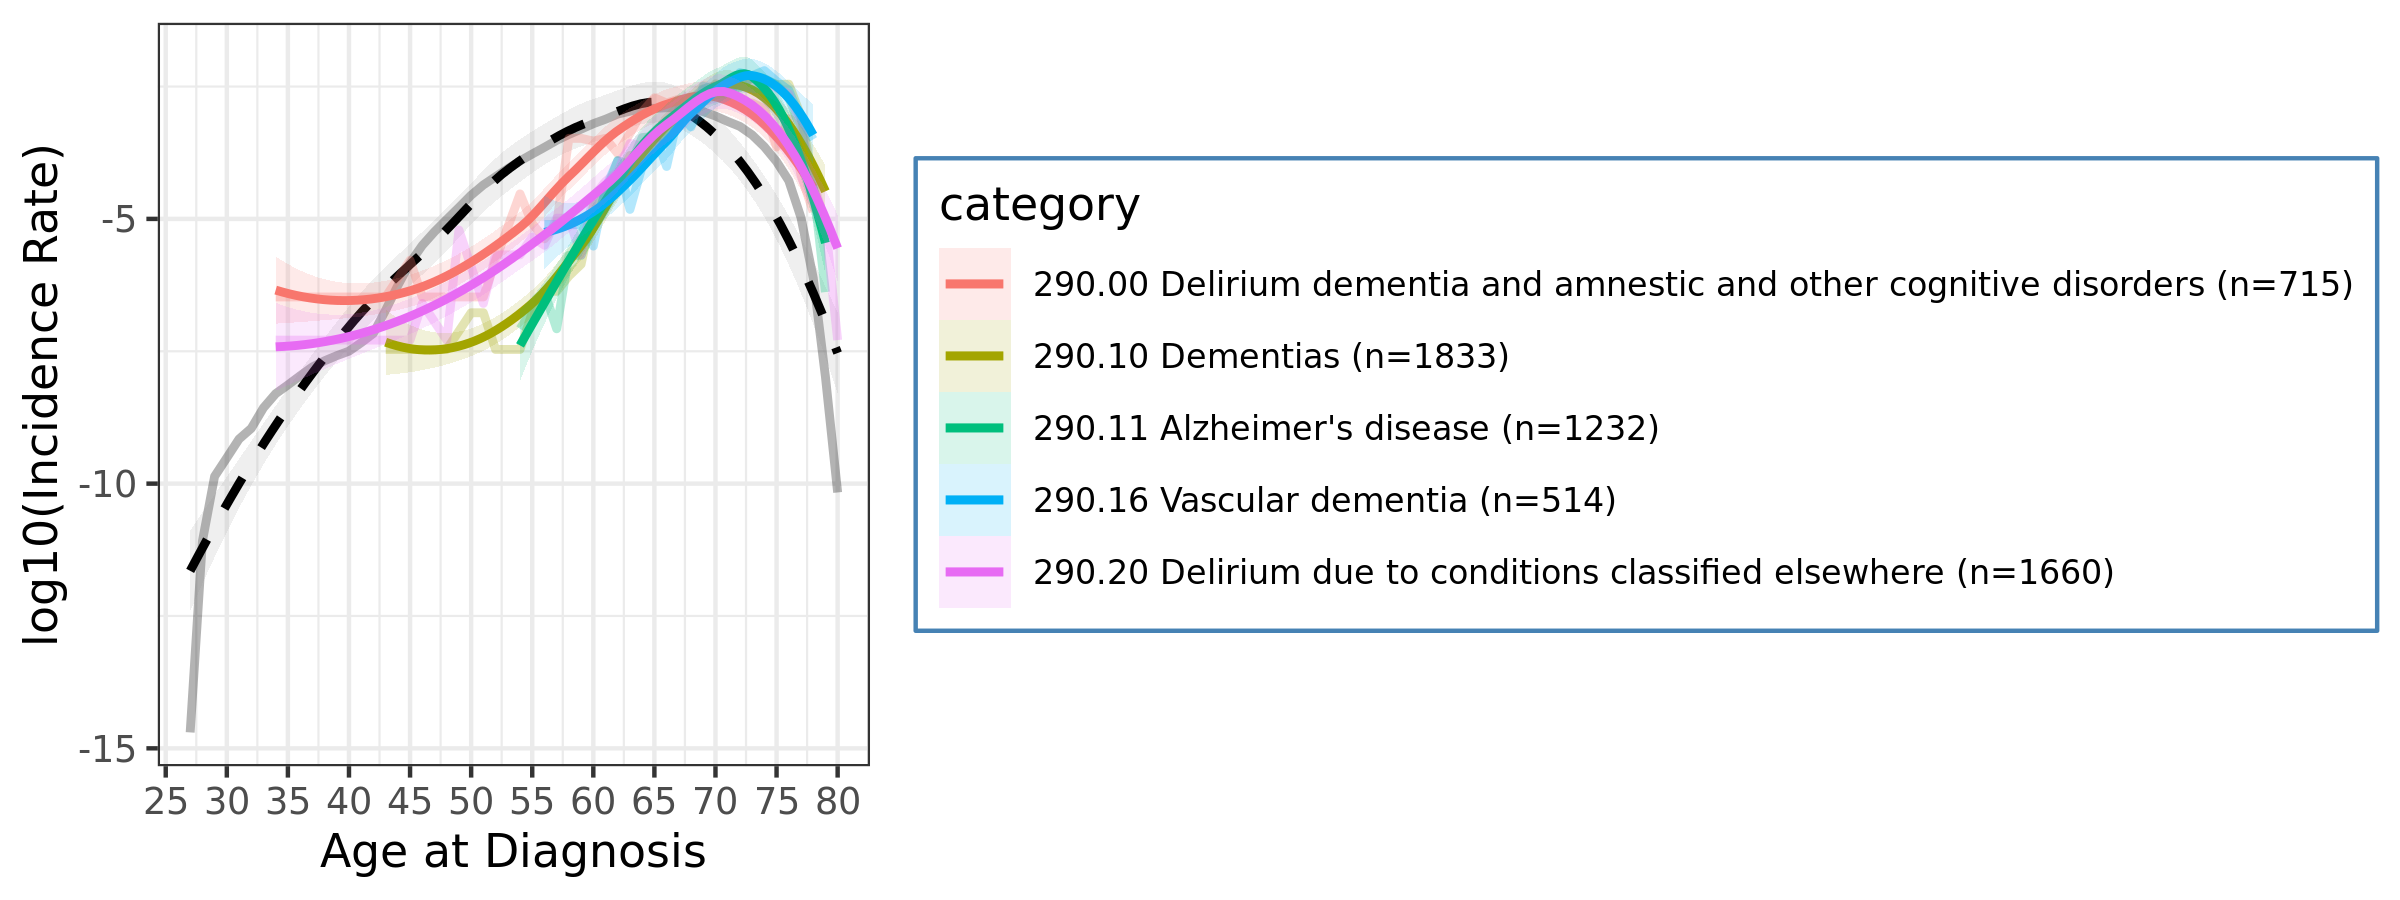 log10(Incidence Rate)
-5
-10
-15
25 30 35 40 45 50 55 60 65 70 75 80
Age at Diagnosis
category
290.00 Delirium dementia and amnestic and other cognitive disorders (n=715)
290.10 Dementias (n=1833)
290.11 Alzheimer's disease (n=1232)
290.16 Vascular dementia (n=514)
290.20 Delirium due to conditions classified elsewhere (n=1660)